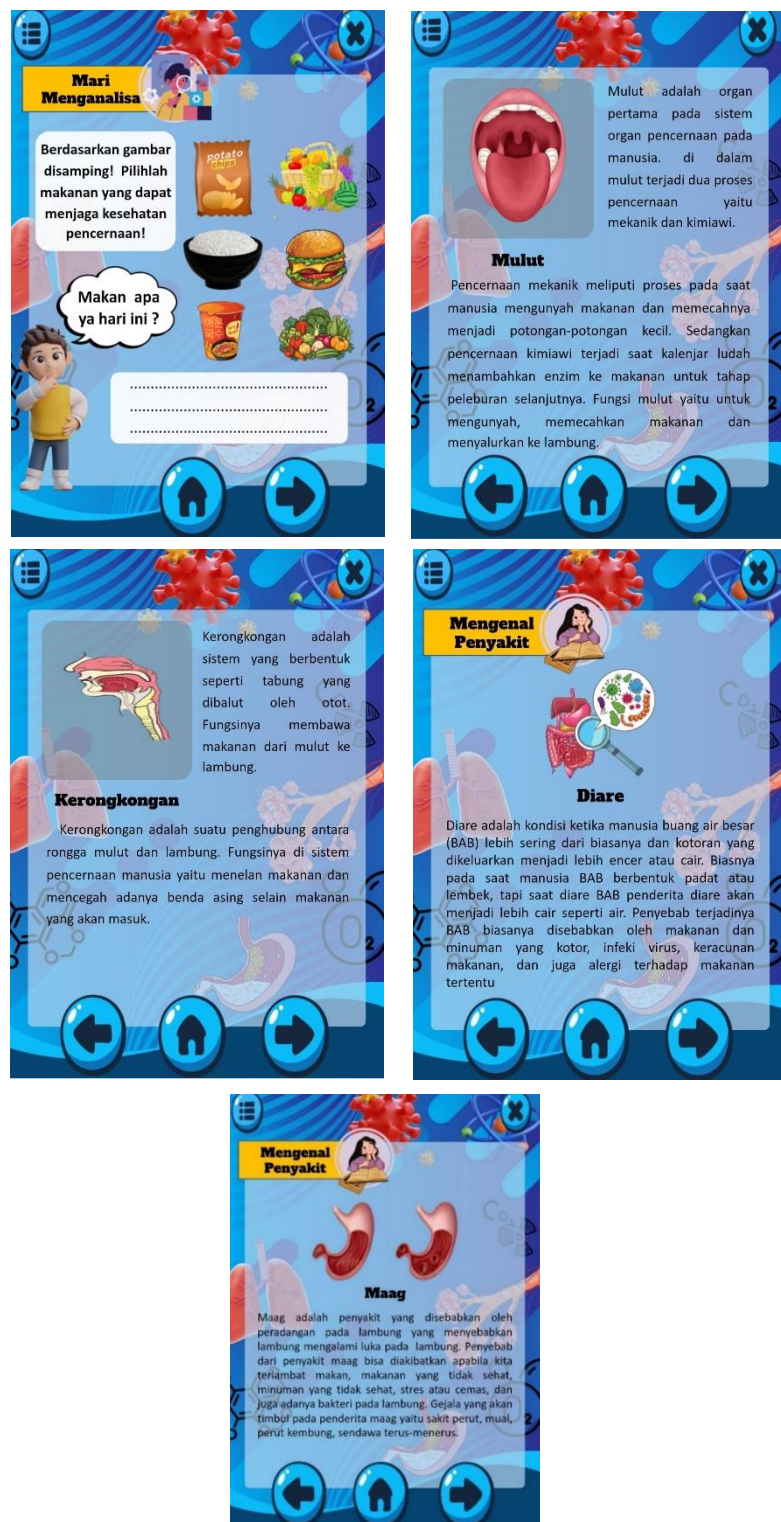 Mari
Menganalisa
Berdasarkan gambar
disamping! Pilihlah
makanan yang dapat
menjaga kesehatan
pencernaan!
potato
chips
Makan apa
ya hari ini ?
2
Mulut adalah organ
pertama pada sistem
organ pencernaan pada
manusia. di dalam
mulut terjadi dua proses
pencernaan yaitu
mekanik dan kimiawi.
Mulut
Pencernaan mekanik meliputi proses pada saat
manusia mengunyah makanan dan memecahnya
menjadi potongan-potongan kecil. Sedangkan
pencernaan kimiawi terjadi saat kalenjar ludah
menambahkan enzim ke makanan untuk tahap
peleburan selanjutnya. Fungsi mulut yaitu untuk
mengunyah, memecahkan makanan dan
menyalurkan ke lambung.
2
Kerongkongan adalah
sistem yang berbentuk
seperti tabung yang
dibalut oleh otot.
Fungsinya membawa
makanan dari mulut ke
lambung.
Kerongkongan
Kerongkongan adalah suatu penghubung antara
rongga mulut dan lambung. Fungsinya di sistem
pencernaan manusia yaitu menelan makanan dan
mencegah adanya benda asing selain makanan
yang akan masuk.
O2
Mengenal
Penyakit
CO2
Diare
Diare adalah kondisi ketika manusia buang air besar
(BAB) lebih sering dari biasanya dan kotoran yang
dikeluarkan menjadi lebih encer atau cair. Biasnya
pada saat manusia BAB berbentuk padat atau
lembek, tapi saat diare BAB penderita diare akan
menjadi lebih cair seperti air. Penyebab terjadinya
BAB biasanya disebabkan oleh makanan dan
minuman yang kotor, infeki virus, keracunan
makanan, dan juga alergi terhadap makanan
tertentu
2
Mengenal
Penyakit
CO2
Maag
Maag adalah penyakit yang disebabkan oleh
peradangan pada lambung yang menyebabkan
lambung mengalami luka pada lambung. Penyebab
dari penyakit maag bisa diakibatkan apabila kita
terlambat makan, makanan yang tidak sehat,
minuman yang tidak sehat, stres atau cemas, dan
juga adanya bakteri pada lambung. Gejala yang akan
timbul pada penderita maag yaitu sakit perut, mual,
perut kembung, sendawa terus-menerus.
2